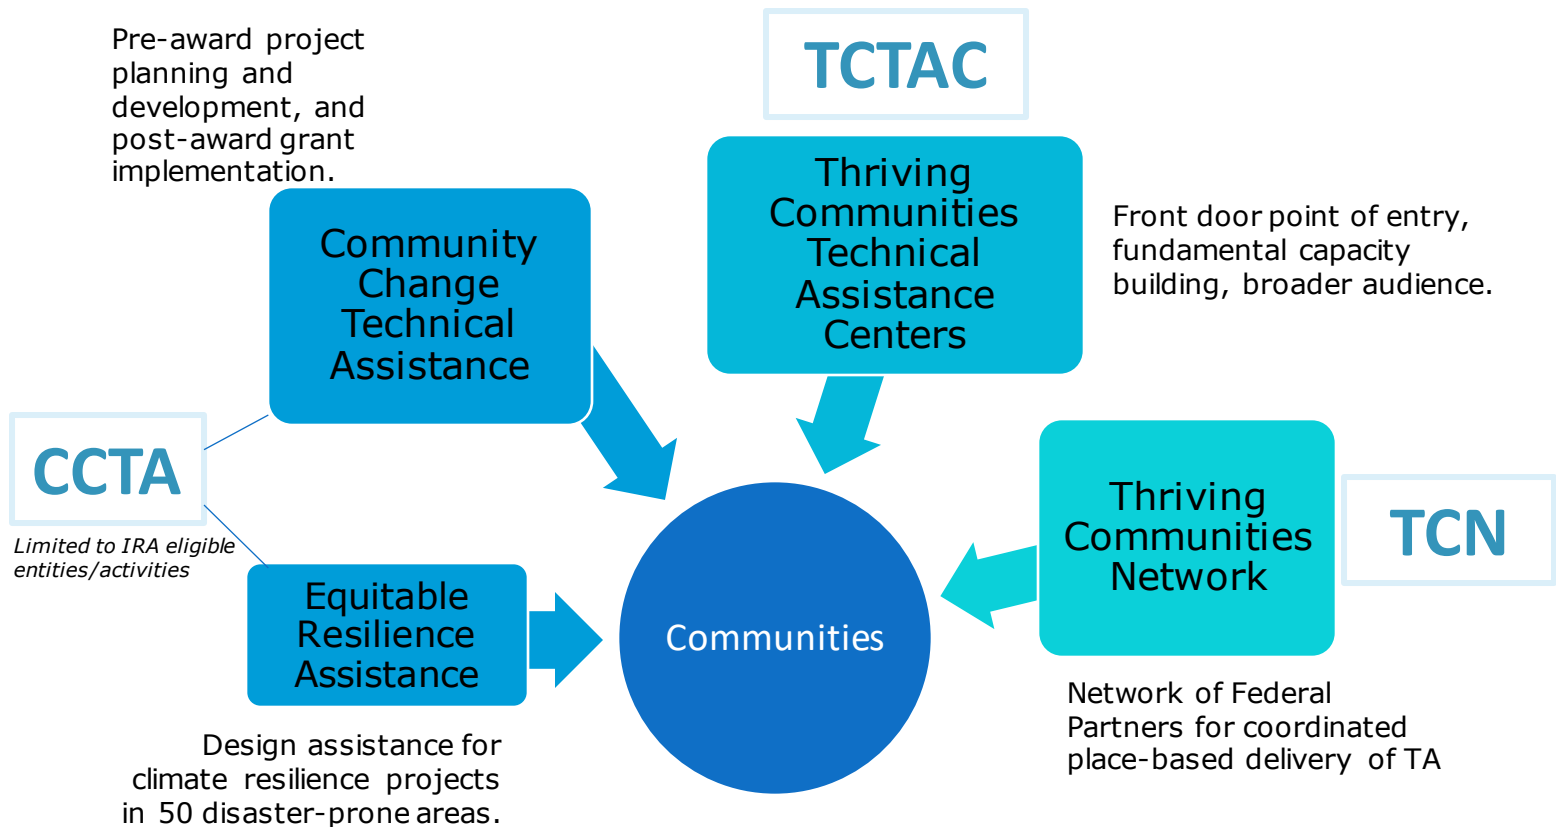 Pre-award project
planning and
development, and
post-award grant
implementation.
TCTAC
Thriving
Communities
Technical
Assistance
Centers
Front door point of entry,
fundamental capacity
building, broader audience.
Community
Change
Technical
Assistance
CCTA
Limited to IRA eligible
entities/activities
Equitable
Resilience
Assistance
Design assistance for
climate resilience projects
in 50 disaster-prone areas.
Communities
Thriving
Communities
Network
TCN
Network of Federal
Partners for coordinated
place-based delivery of TA